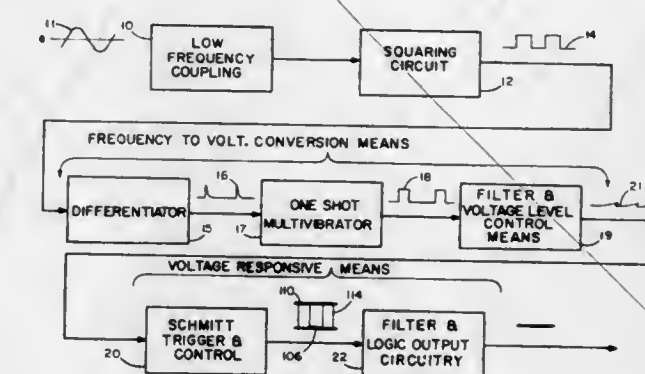 11
10
LOW
FREQUENCY
COUPLING
SQUARING
CIRCUIT
12
14
FREQUENCY TO VOLT. CONVERSION MEANS
DIFFERENTIATOR
15
16
ONE SHOT
MULTIVIBRATOR
17
18
FILTER &
VOLTAGE LEVEL
CONTROL
MEANS
19
21
VOLTAGE RESPONSIVE MEANS
SCHMITT
TRIGGER &
CONTROL
20
110
114
106
FILTER &
LOGIC OUTPUT
CIRCUITRY
22